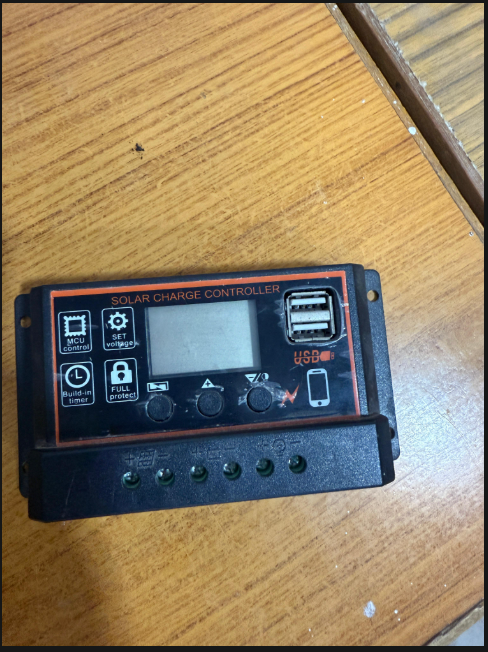 SOLAR CHARGE CONTROLLER
MCU
control
SET
voltage
Build-in
timer
FULL
protect
USB